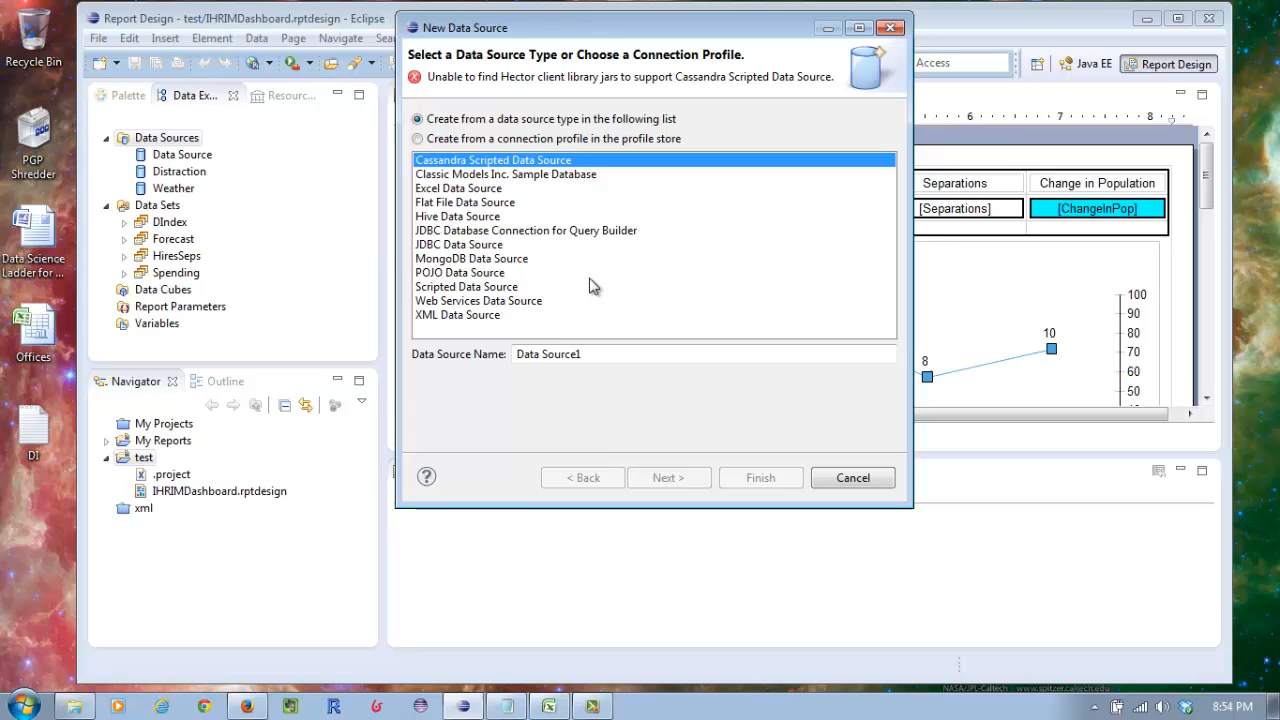 Recycle Bin
PGP
Shredder
Data Science
Ladder for ...
Offices
DI
Report Design - test/IHRIMDashboard.rptdesign - Eclipse
File Edit Insert Element Data Page Navigate Sea
Access
Java EE
Report Design
Palette
Data Ex...
Resourc...
Data Sources
Data Source
Distraction
Weather
Data Sets
DIndex
Forecast
HiresSeps
Spending
Data Cubes
Report Parameters
Variables
Navigator
Outline
My Projects
My Reports
test
.project
IHRIMDashboard.rptdesign
xml
New Data Source
Select a Data Source Type or Choose a Connection Profile.
Unable to find Hector client library jars to support Cassandra Scripted Data Source.
Create from a data source type in the following list
Create from a connection profile in the profile store
Cassandra Scripted Data Source
Classic Models Inc. Sample Database
Excel Data Source
Flat File Data Source
Hive Data Source
JDBC Database Connection for Query Builder
JDBC Data Source
MongoDB Data Source
POJO Data Source
Scripted Data Source
Web Services Data Source
XML Data Source
Data Source Name: Data Source1
< Back
Next >
Finish
Cancel
6 7 8
Separations Change in Population
[Separations] [ChangeInPop]
100
90
80
70
60
50
10
8
NASA/JPL-Caltech www.spitzer.caltech.edu
8:54 PM